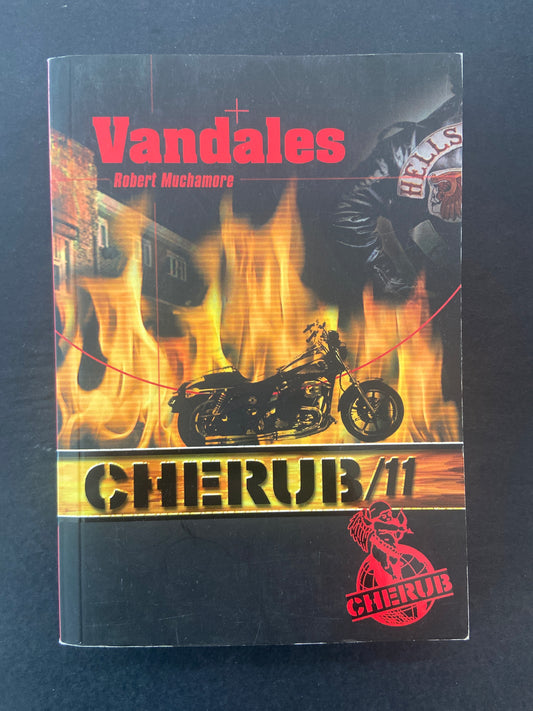 Vandales
Robert Muchamore
HELLS
CHERUB/11
CHERUB